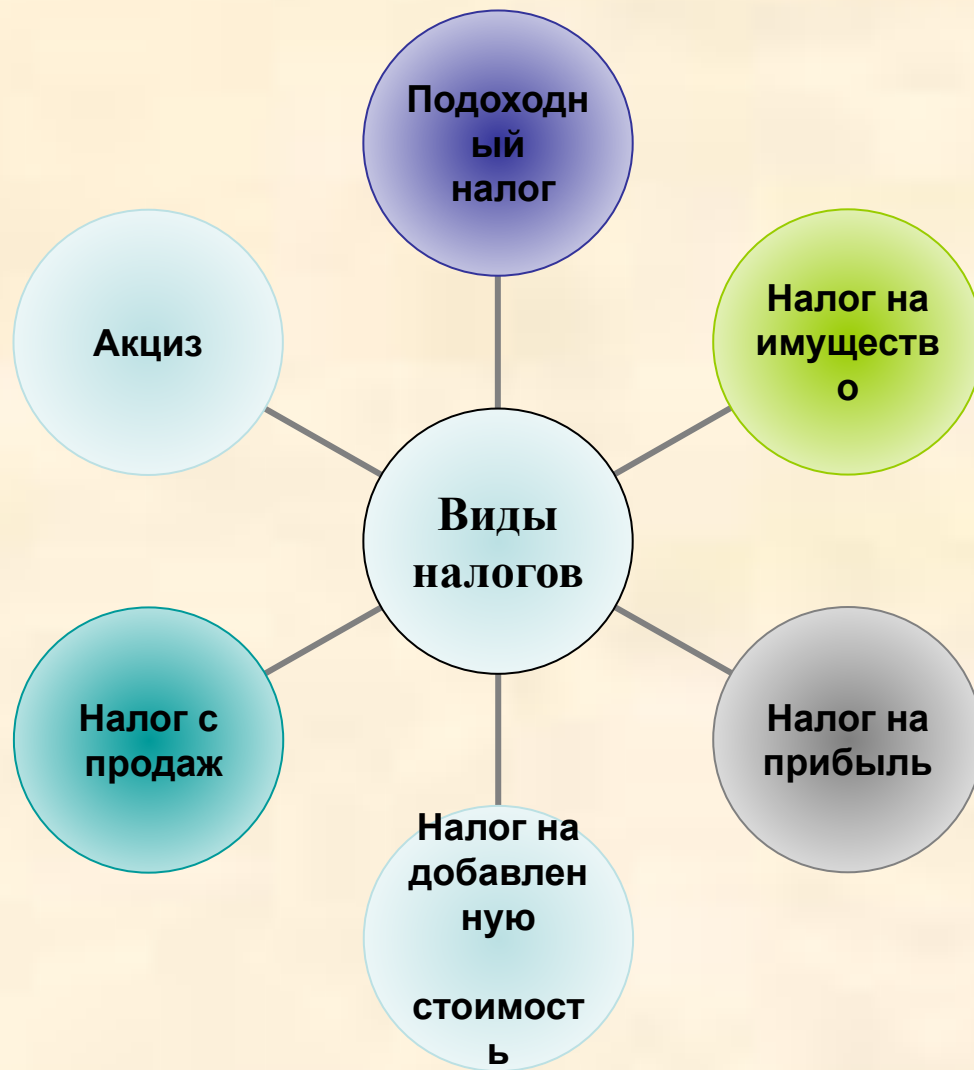 Подоходн
ый
налог
Акциз
Налог на
имуществ
о
Виды
налогов
Налог с
продаж
Налог на
прибыль
Налог на
добавлен
ную
стоимост
ь